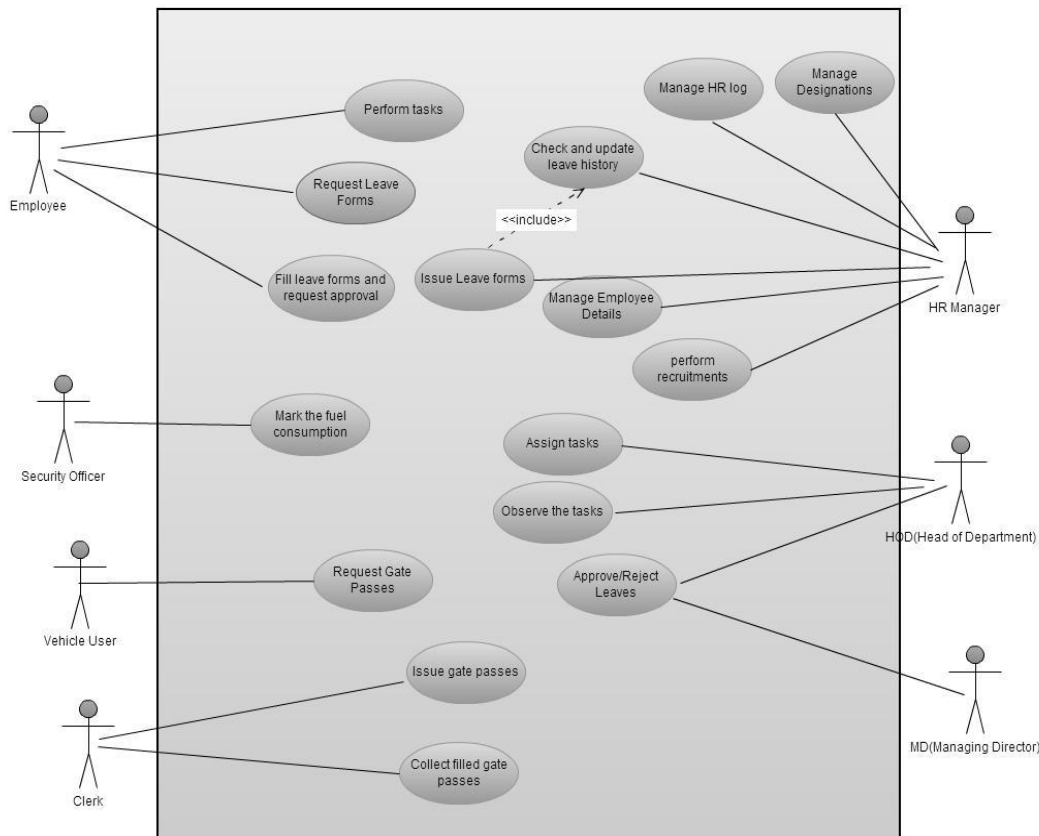 Manage
Designations
Manage HR log
Perform tasks
Check and update
leave history
Employee
Request Leave
Forms
<<include>>
Fill leave forms and
request approval
Issue Leave forms
Manage Employee
Details
HR Manager
perform
recruitments
Mark the fuel
consumption
Security Officer
Assign tasks
Observe the tasks
HOD(Head of Department)
Request Gate
Passes
Approve/Reject
Leaves
Vehicle User
Issue gate passes
MD(Managing Director)
Collect filled gate
passes
Clerk